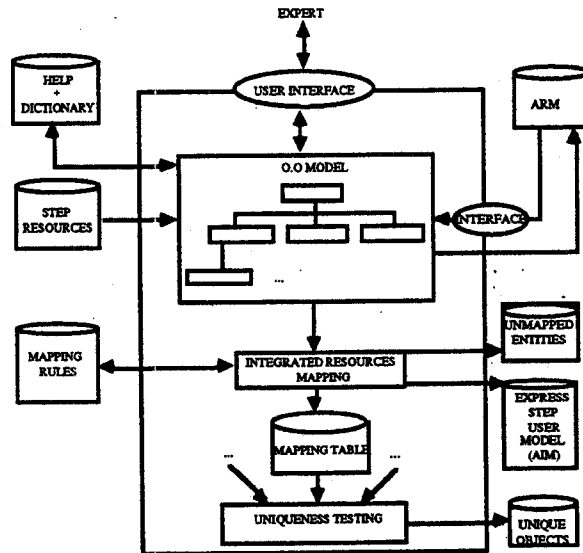 EXPERT
HELP
+
DICTIONARY
USER INTERFACE
ARM
O.O MODEL
STEP
RESOURCES
INTERFACE
...
UNMAPPED
ENTITIES
MAPPING
RULES
INTEGRATED RESOURCES
MAPPING
EXPRESS
STEP
USER
MODEL
(AIM)
...
...
MAPPING TABLE
UNIQUENESS TESTING
UNIQUE
OBJECTS